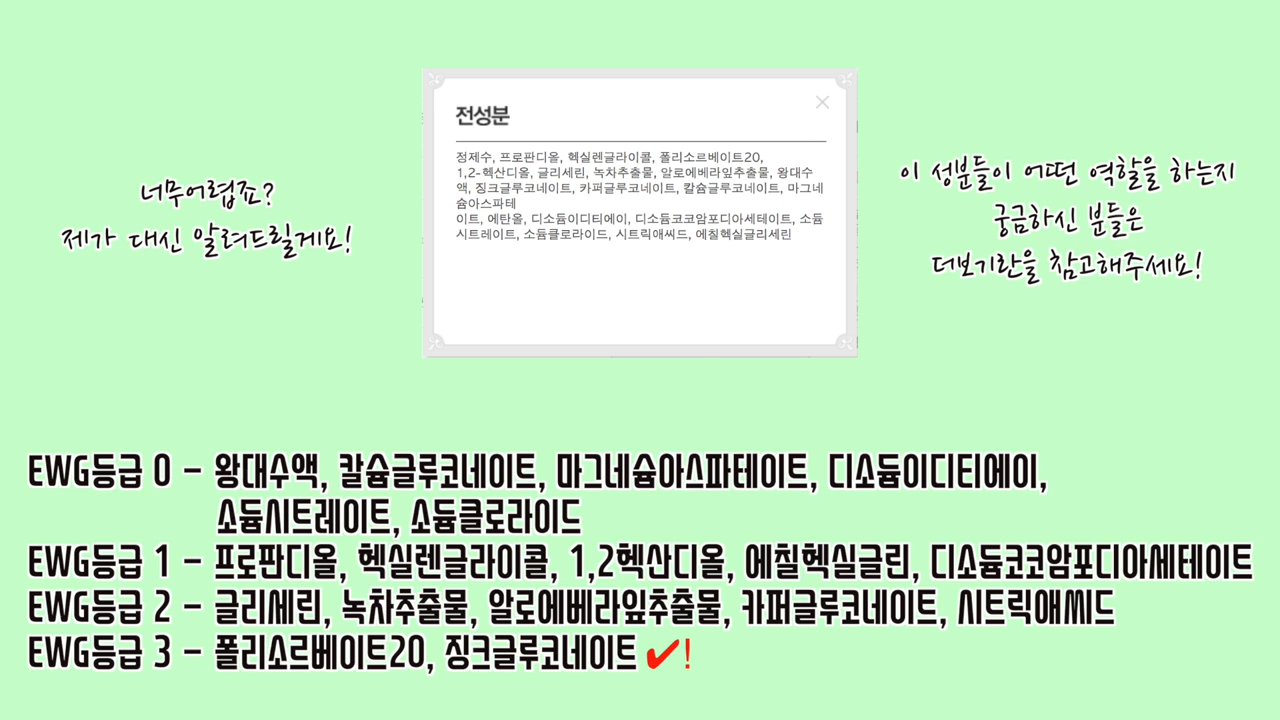 전성분
정제수, 프로판디올, 헥실렌글라이콜, 폴리소르베이트20,
1,2-헥산디올, 글리세린, 녹차추출물, 알로에베라잎추출물, 왕대수
액, 징크글루코네이트, 카퍼글루코네이트, 칼슘글루코네이트, 마그네
슘아스파테
이트, 에탄올, 디소듐이디티에이, 디소듐코코암포디아세테이트, 소듐
시트레이트, 소듐클로라이드, 시트릭애씨드, 에칠헥실글리세린
너무어렵죠?
제가 대신 알려드릴게요!
이 성분들이 어떤 역할을 하는지
궁금하신 분들은
더보기란을 참고해주세요!
EWG등급 0 - 왕대수액, 칼슘글루코네이트, 마그네슘아스파테이트, 디소듐이디티에이,
소듐시트레이트, 소듐클로라이드
EWG등급 1 - 프로판디올, 헥실렌글라이콜, 1,2헥산디올, 에칠헥실글린, 디소듐코코암포디아세테이트
EWG등급 2 - 글리세린, 녹차추출물, 알로에베라잎추출물, 카퍼글루코네이트, 시트릭애씨드
EWG등급 3 - 폴리소르베이트20, 징크글루코네이트 ✔!